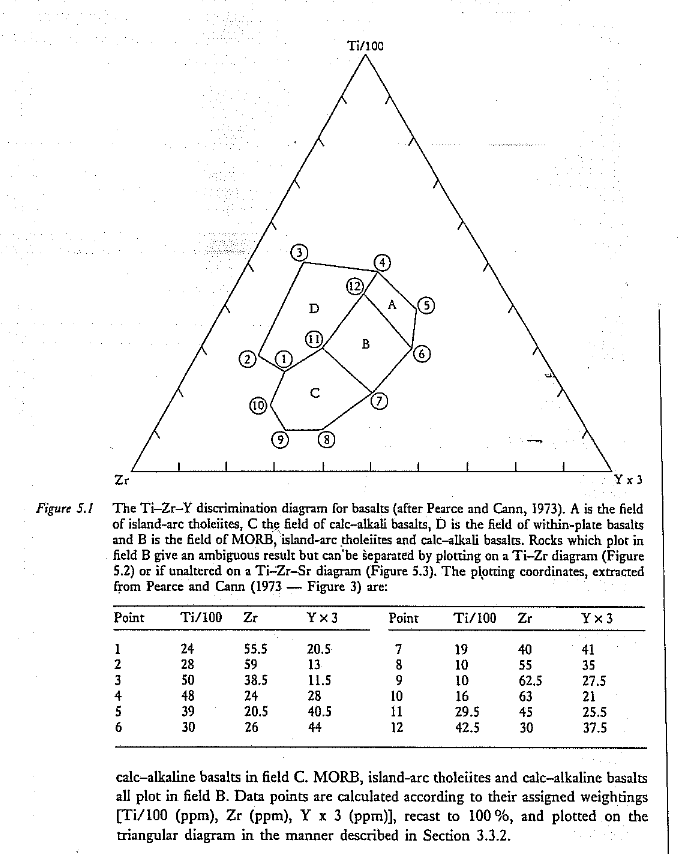 Ti/100
3
4
12
5
D
A
11
B
2
1
6
C
10
7
9
8
Zr
Y x 3
Figure 5.1 The Ti–Zr–Y discrimination diagram for basalts (after Pearce and Cann, 1973). A is the field
of island-arc tholeiites, C the field of calc-alkali basalts, D is the field of within-plate basalts
and B is the field of MORB, island-arc tholeiites and calc-alkali basalts. Rocks which plot in
field B give an ambiguous result but can be separated by plotting on a Ti–Zr diagram (Figure
5.2) or if unaltered on a Ti–Zr–Sr diagram (Figure 5.3). The plotting coordinates, extracted
from Pearce and Cann (1973 — Figure 3) are:
Point Ti/100 Zr Y × 3 Point Ti/100 Zr Y × 3
1 24 55.5 20.5 7 19 40 41
2 28 59 13 8 10 55 35
3 50 38.5 11.5 9 10 62.5 27.5
4 48 24 28 10 16 63 21
5 39 20.5 40.5 11 29.5 45 25.5
6 30 26 44 12 42.5 30 37.5
calc–alkaline basalts in field C. MORB, island-arc tholeiites and calc–alkaline basalts
all plot in field B. Data points are calculated according to their assigned weightings
[Ti/100 (ppm), Zr (ppm), Y x 3 (ppm)], recast to 100%, and plotted on the
triangular diagram in the manner described in Section 3.3.2.